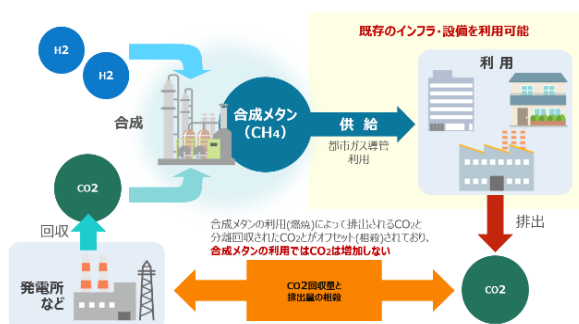 既存のインフラ・設備を利用可能
H2
H2
利用
合成
合成メタン
(CH4)
供給
都市ガス導管
利用
CO2
回収
排出
合成メタンの利用(燃焼)によって排出されるCO2と
分離回収されたCO2とがオフセット(相殺)されており、
合成メタンの利用ではCO2は増加しない
発電所
など
CO2回収量と
排出量の相殺
CO2